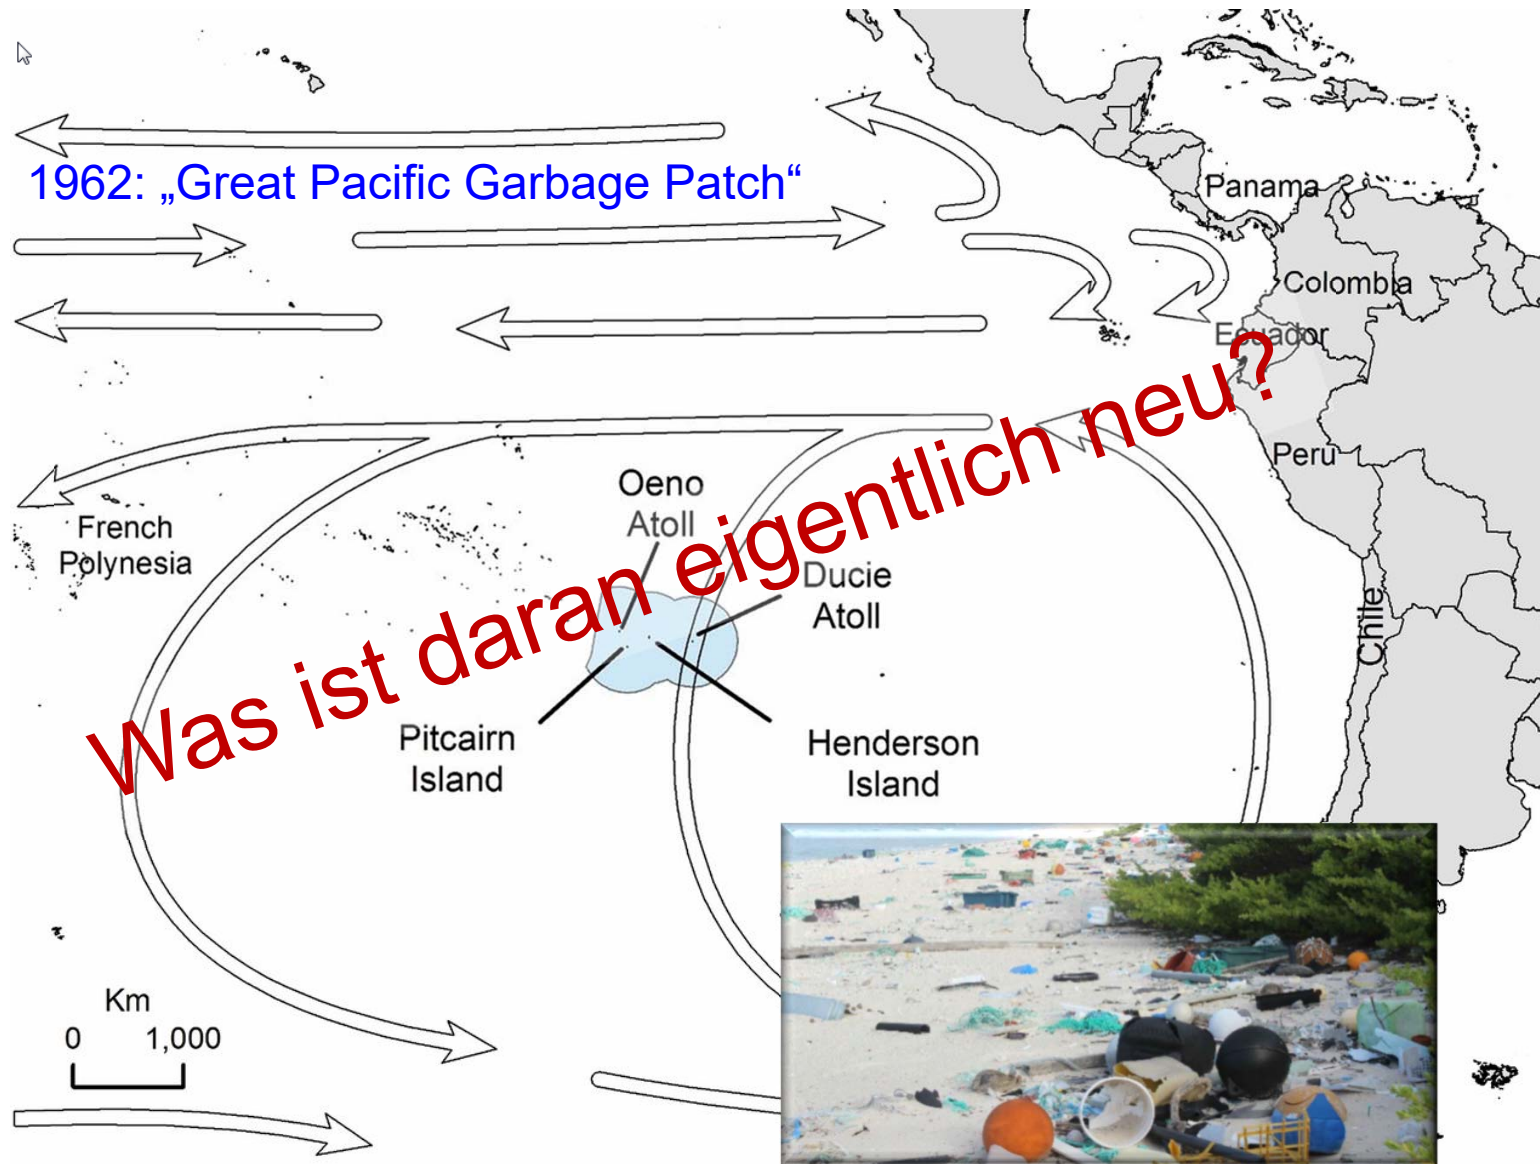 1962: „Great Pacific Garbage Patch“
Panama
Colombia
Ecuador
Peru
Was ist daran eigentlich neu?
Oeno
Atoll
French
Polynesia
Ducie
Atoll
Chile
Pitcairn
Island
Henderson
Island
Km
0 1,000